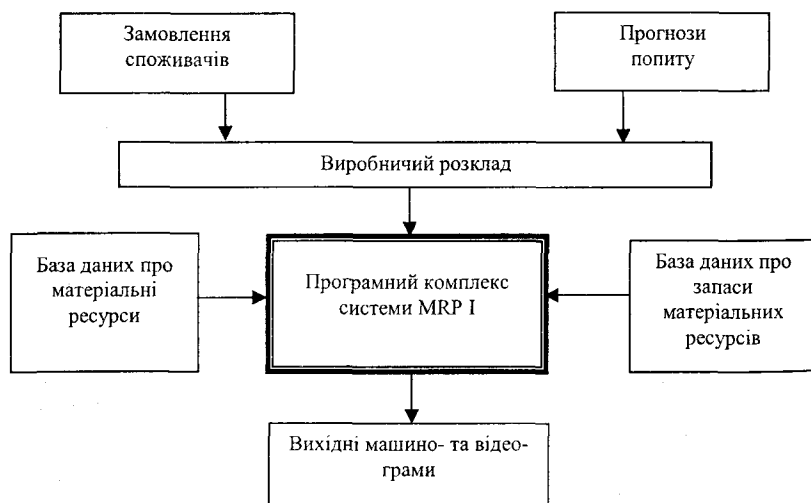 Замовлення
споживачів
Прогнози
попиту
Виробничий розклад
База даних про
матеріальні
ресурси
Програмний комплекс
системи MRP I
База даних про
запаси
матеріальних
ресурсів
Вихідні машино- та відео-
грами